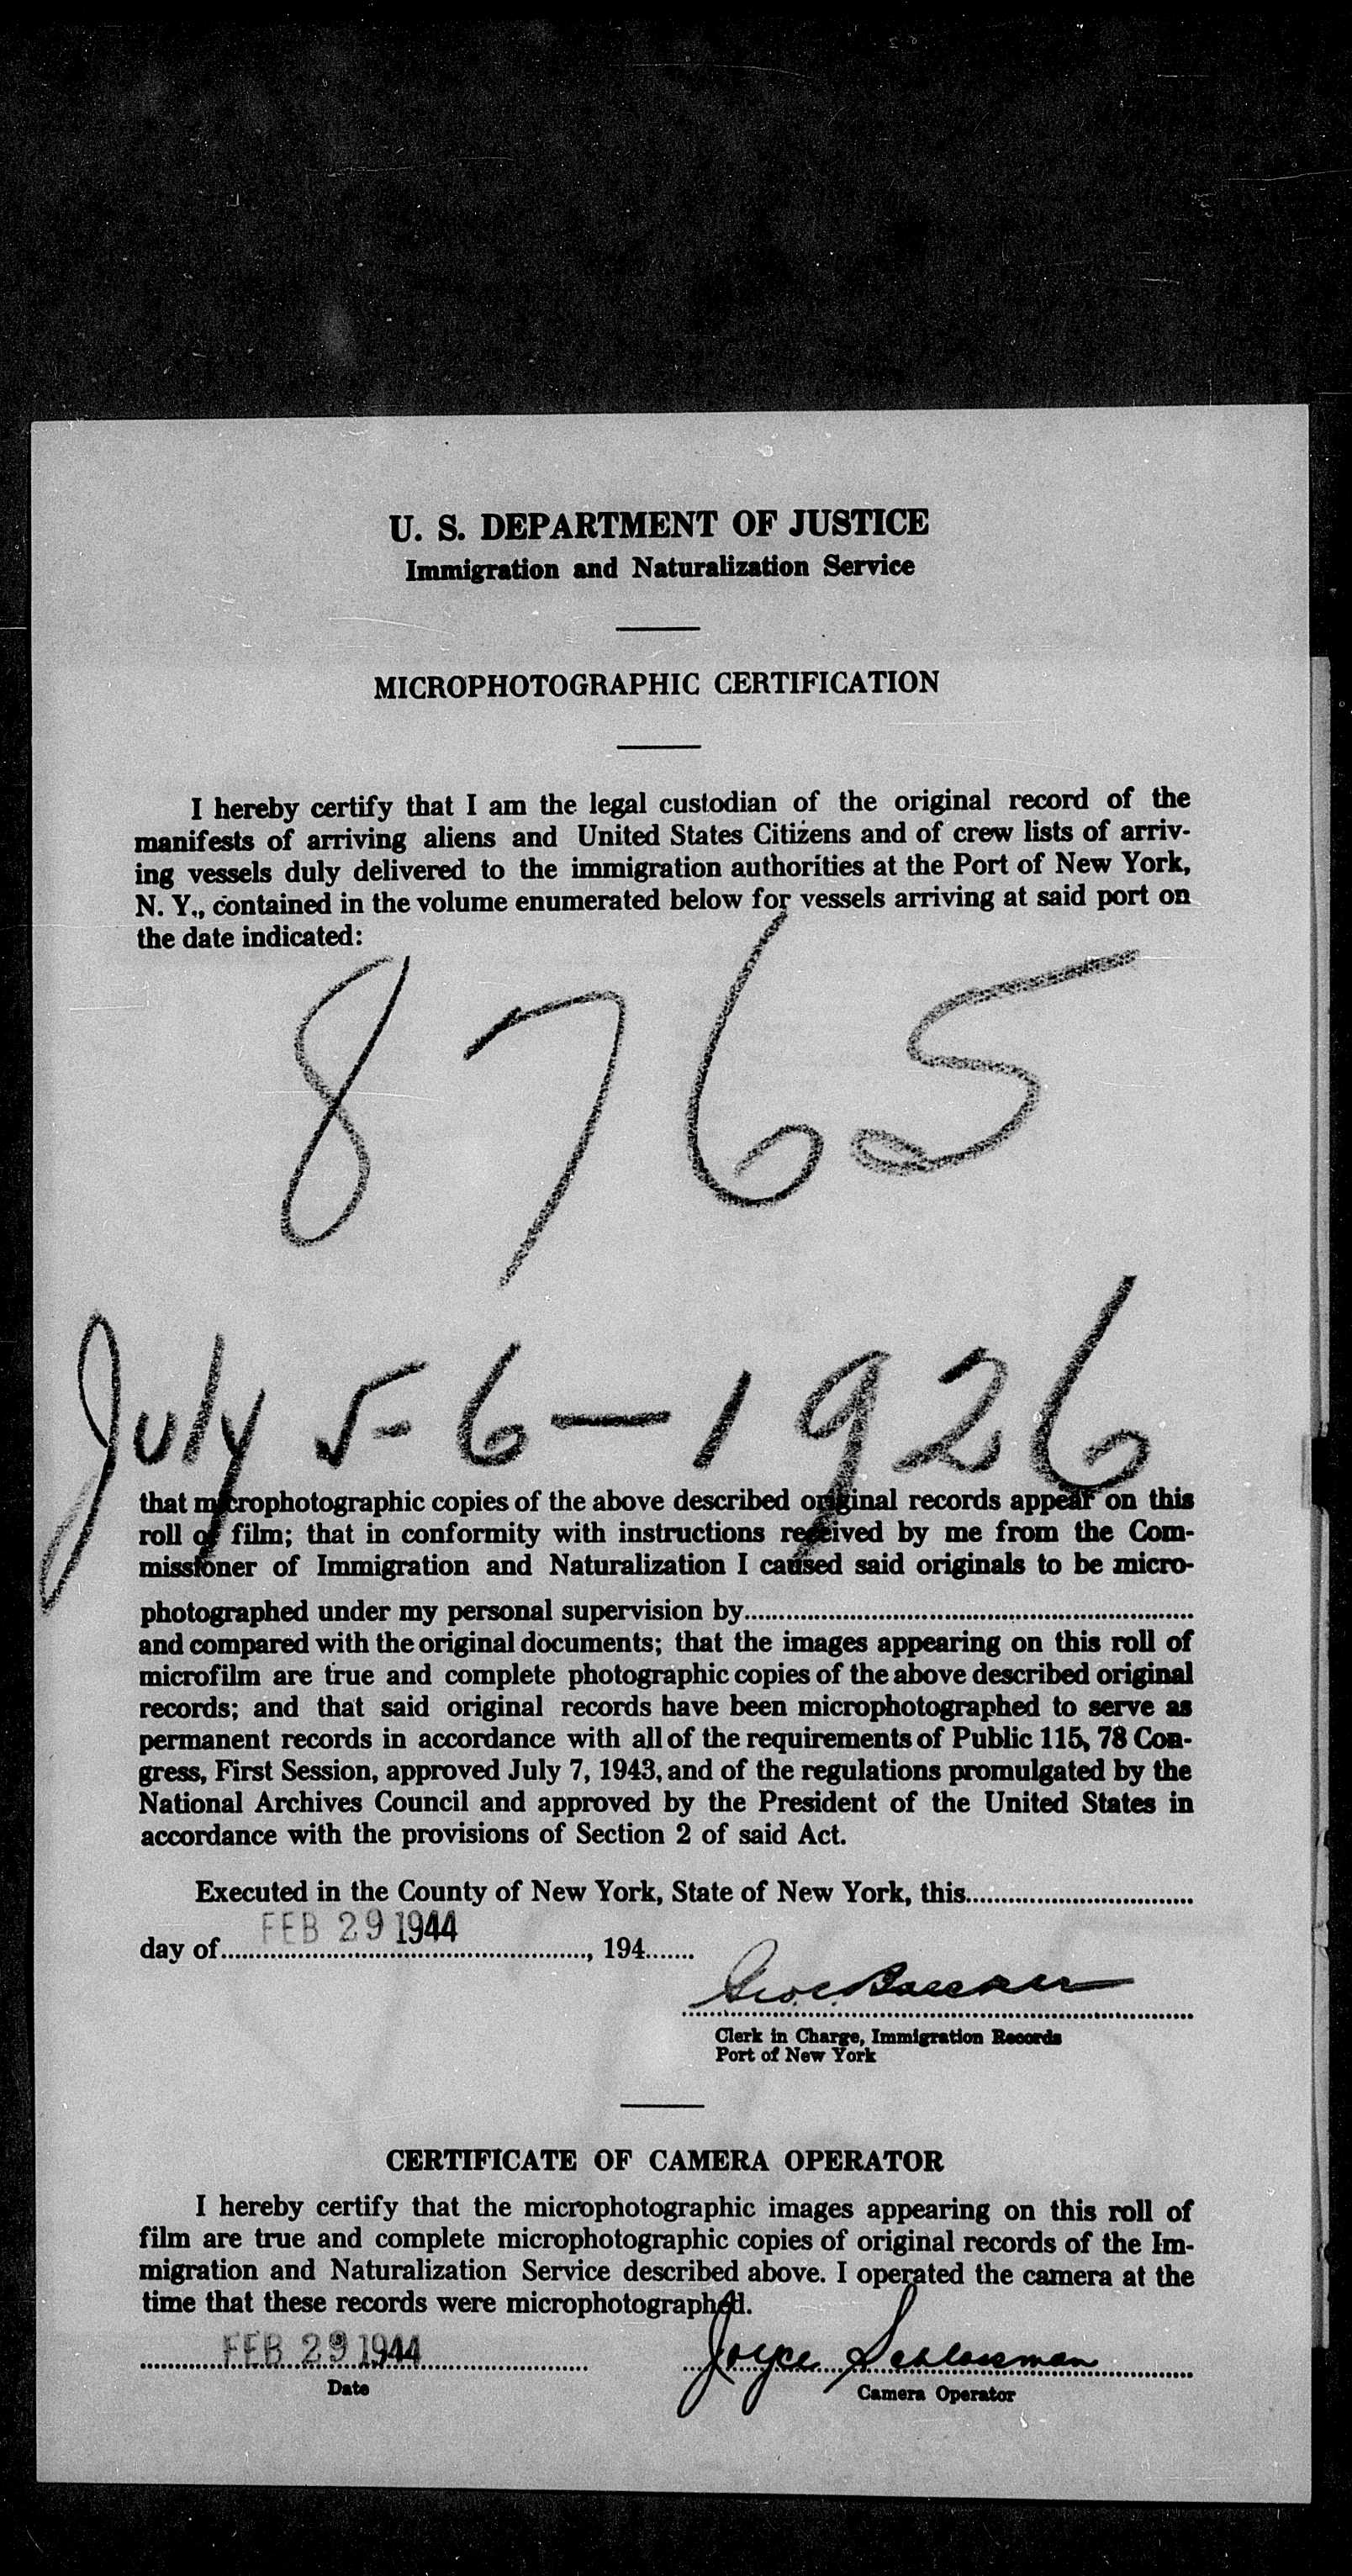 U. S. DEPARTMENT OF JUSTICE
Immigration and Naturalization Service
MICROPHOTOGRAPHIC CERTIFICATION
I hereby certify that I am the legal custodian of the original record of the
manifests of arriving aliens and United States Citizens and of crew lists of arriv-
ing vessels duly delivered to the immigration authorities at the Port of New York,
N. Y., contained in the volume enumerated below for vessels arriving at said port on
the date indicated:
8765
July 5-6-1926
that microphotographic copies of the above described original records appear on this
roll of film; that in conformity with instructions received by me from the Com-
missioner of Immigration and Naturalization I caused said originals to be micro-
photographed under my personal supervision by
and compared with the original documents; that the images appearing on this roll of
microfilm are true and complete photographic copies of the above described original
records; and that said original records have been microphotographed to serve as
permanent records in accordance with all of the requirements of Public 115, 78 Con-
gress, First Session, approved July 7, 1943, and of the regulations promulgated by the
National Archives Council and approved by the President of the United States in
accordance with the provisions of Section 2 of said Act.
Executed in the County of New York, State of New York, this
day of FEB 29 1944, 194
Clerk in Charge, Immigration Records
Port of New York
CERTIFICATE OF CAMERA OPERATOR
I hereby certify that the microphotographic images appearing on this roll of
film are true and complete microphotographic copies of original records of the Im-
migration and Naturalization Service described above. I operated the camera at the
time that these records were microphotographed.
FEB 29 1944 Joyce Schlossman
Date Camera Operator